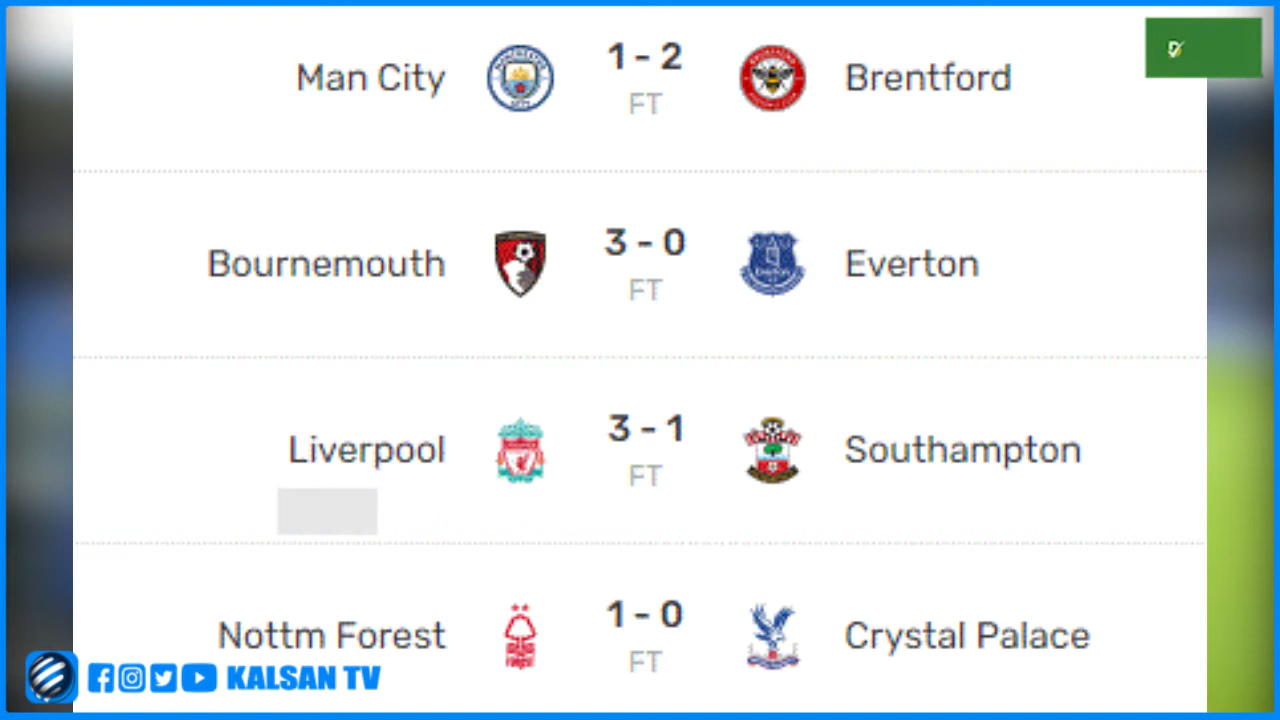 Man City 1 - 2 Brentford
FT
Bournemouth 3 - 0 Everton
FT
Liverpool 3 - 1 Southampton
FT
Nottm Forest 1 - 0 Crystal Palace
FT
KALSAN TV